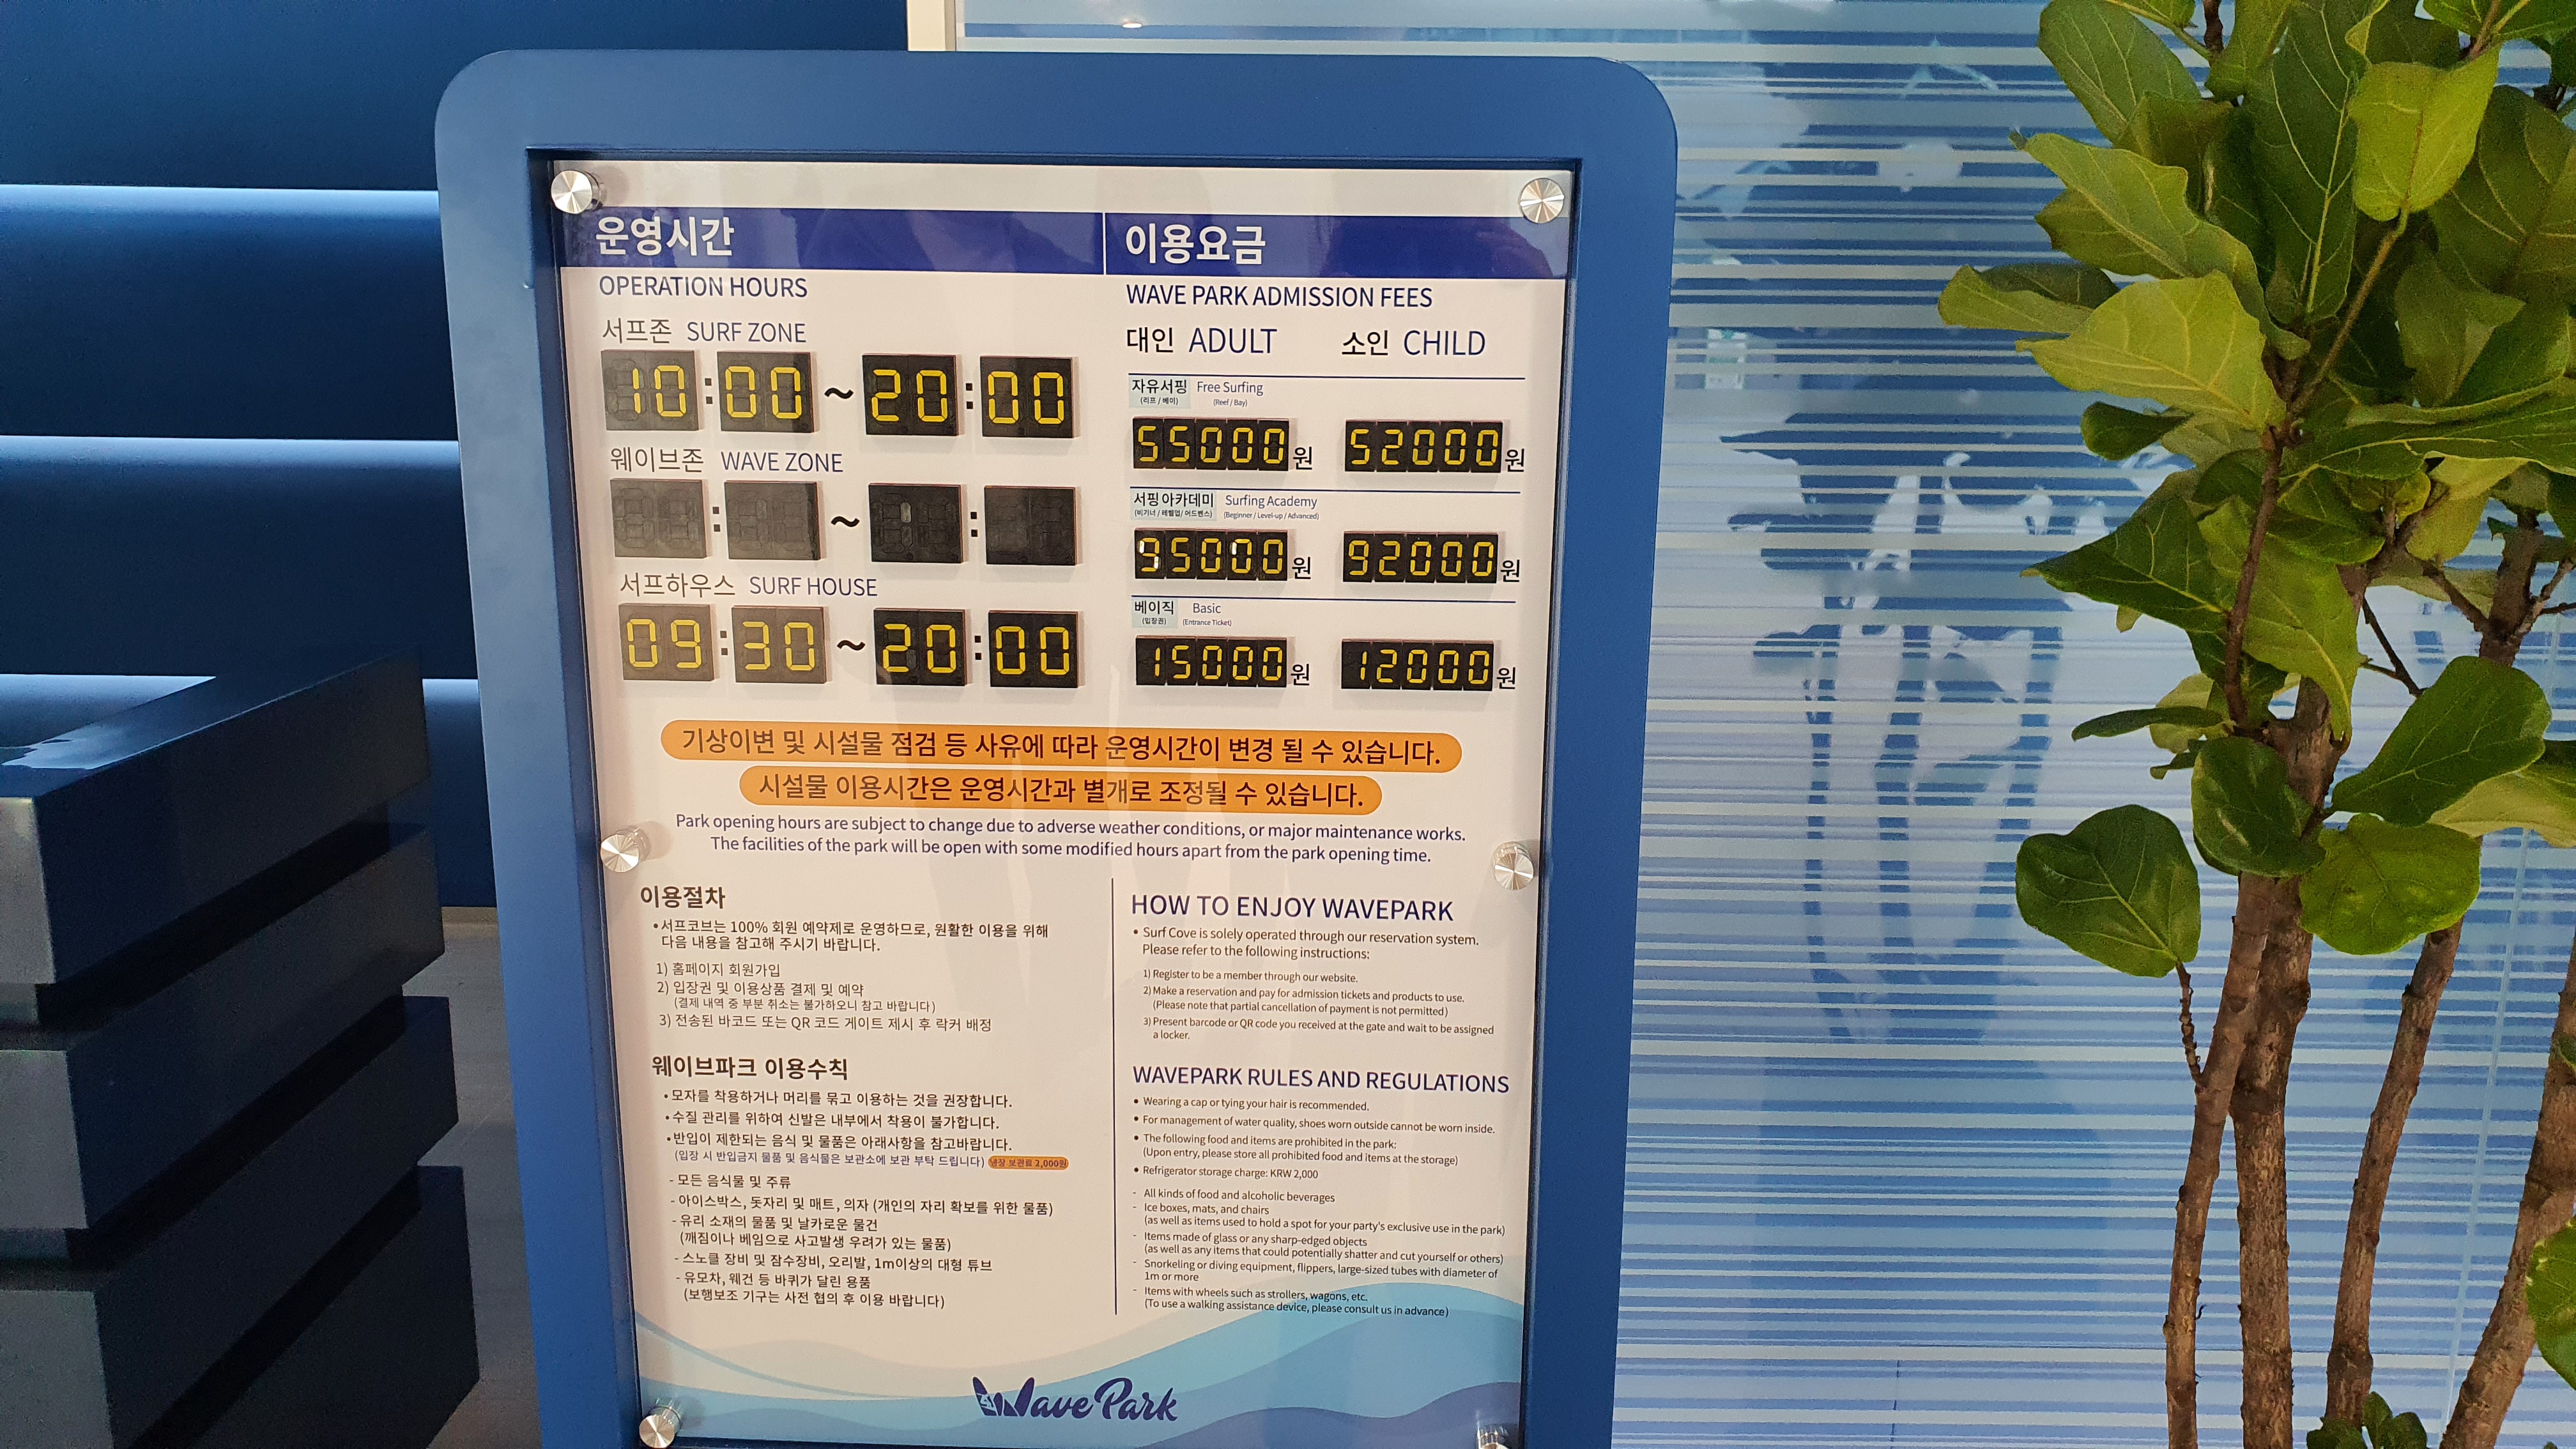 운영시간
OPERATION HOURS
서프존 SURF ZONE
10:00 ~ 20:00
웨이브존 WAVE ZONE
: ~ :
서프하우스 SURF HOUSE
09:30 ~ 20:00
이용요금
WAVE PARK ADMISSION FEES
대인 ADULT 소인 CHILD
자유서핑 Free Surfing
(리프 / 베이) (Reef / Bay)
55000원 52000원
서핑아카데미 Surfing Academy
(비기너 / 레벨업 / 어드벤스) (Beginner / Level-up / Advanced)
95000원 92000원
베이직 Basic
(입장권) (Entrance Ticket)
15000원 12000원
기상이변 및 시설물 점검 등 사유에 따라 운영시간이 변경 될 수 있습니다.
시설물 이용시간은 운영시간과 별개로 조정될 수 있습니다.
Park opening hours are subject to change due to adverse weather conditions, or major maintenance works.
The facilities of the park will be open with some modified hours apart from the park opening time.
이용절차
• 서프코브는 100% 회원 예약제로 운영하므로, 원활한 이용을 위해
다음 내용을 참고해 주시기 바랍니다.
1) 홈페이지 회원가입
2) 입장권 및 이용상품 결제 및 예약
(결제 내역 중 부분 취소는 불가하오니 참고 바랍니다)
3) 전송된 바코드 또는 QR 코드 게이트 제시 후 락커 배정
웨이브파크 이용수칙
• 모자를 착용하거나 머리를 묶고 이용하는 것을 권장합니다.
• 수질 관리를 위하여 신발은 내부에서 착용이 불가합니다.
• 반입이 제한되는 음식 및 물품은 아래사항을 참고바랍니다.
(입장 시 반입금지 물품 및 음식물은 보관소에 보관 부탁 드립니다) 냉장 보관료 2,000원
- 모든 음식물 및 주류
- 아이스박스, 돗자리 및 매트, 의자 (개인의 자리 확보를 위한 물품)
- 유리 소재의 물품 및 날카로운 물건
(깨짐이나 베임으로 사고발생 우려가 있는 물품)
- 스노클 장비 및 잠수장비, 오리발, 1m이상의 대형 튜브
- 유모차, 웨건 등 바퀴가 달린 용품
(보행보조 기구는 사전 협의 후 이용 바랍니다)
HOW TO ENJOY WAVEPARK
• Surf Cove is solely operated through our reservation system.
Please refer to the following instructions:
1) Register to be a member through our website.
2) Make a reservation and pay for admission tickets and products to use.
(Please note that partial cancellation of payment is not permitted)
3) Present barcode or QR code you received at the gate and wait to be assigned
a locker.
WAVEPARK RULES AND REGULATIONS
• Wearing a cap or tying your hair is recommended.
• For management of water quality, shoes worn outside cannot be worn inside.
• The following food and items are prohibited in the park:
(Upon entry, please store all prohibited food and items at the storage)
• Refrigerator storage charge: KRW 2,000
- All kinds of food and alcoholic beverages
- Ice boxes, mats, and chairs
(as well as items used to hold a spot for your party's exclusive use in the park)
- Items made of glass or any sharp-edged objects
(as well as any items that could potentially shatter and cut yourself or others)
- Snorkeling or diving equipment, flippers, large-sized tubes with diameter of
1m or more
- Items with wheels such as strollers, wagons, etc.
(To use a walking assistance device, please consult us in advance)
Wave Park